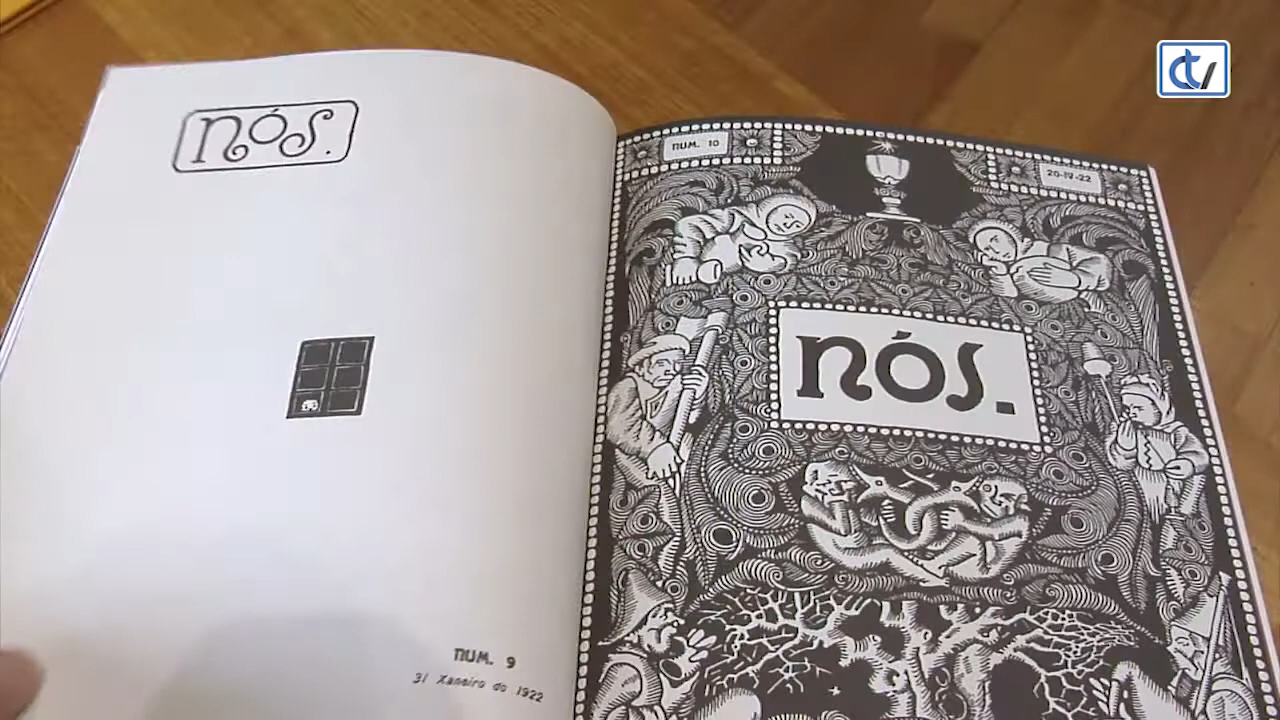 nós.
NUM. 9
31 Xaneiro do 1922
NUM. 10
20-IV-22
nós.